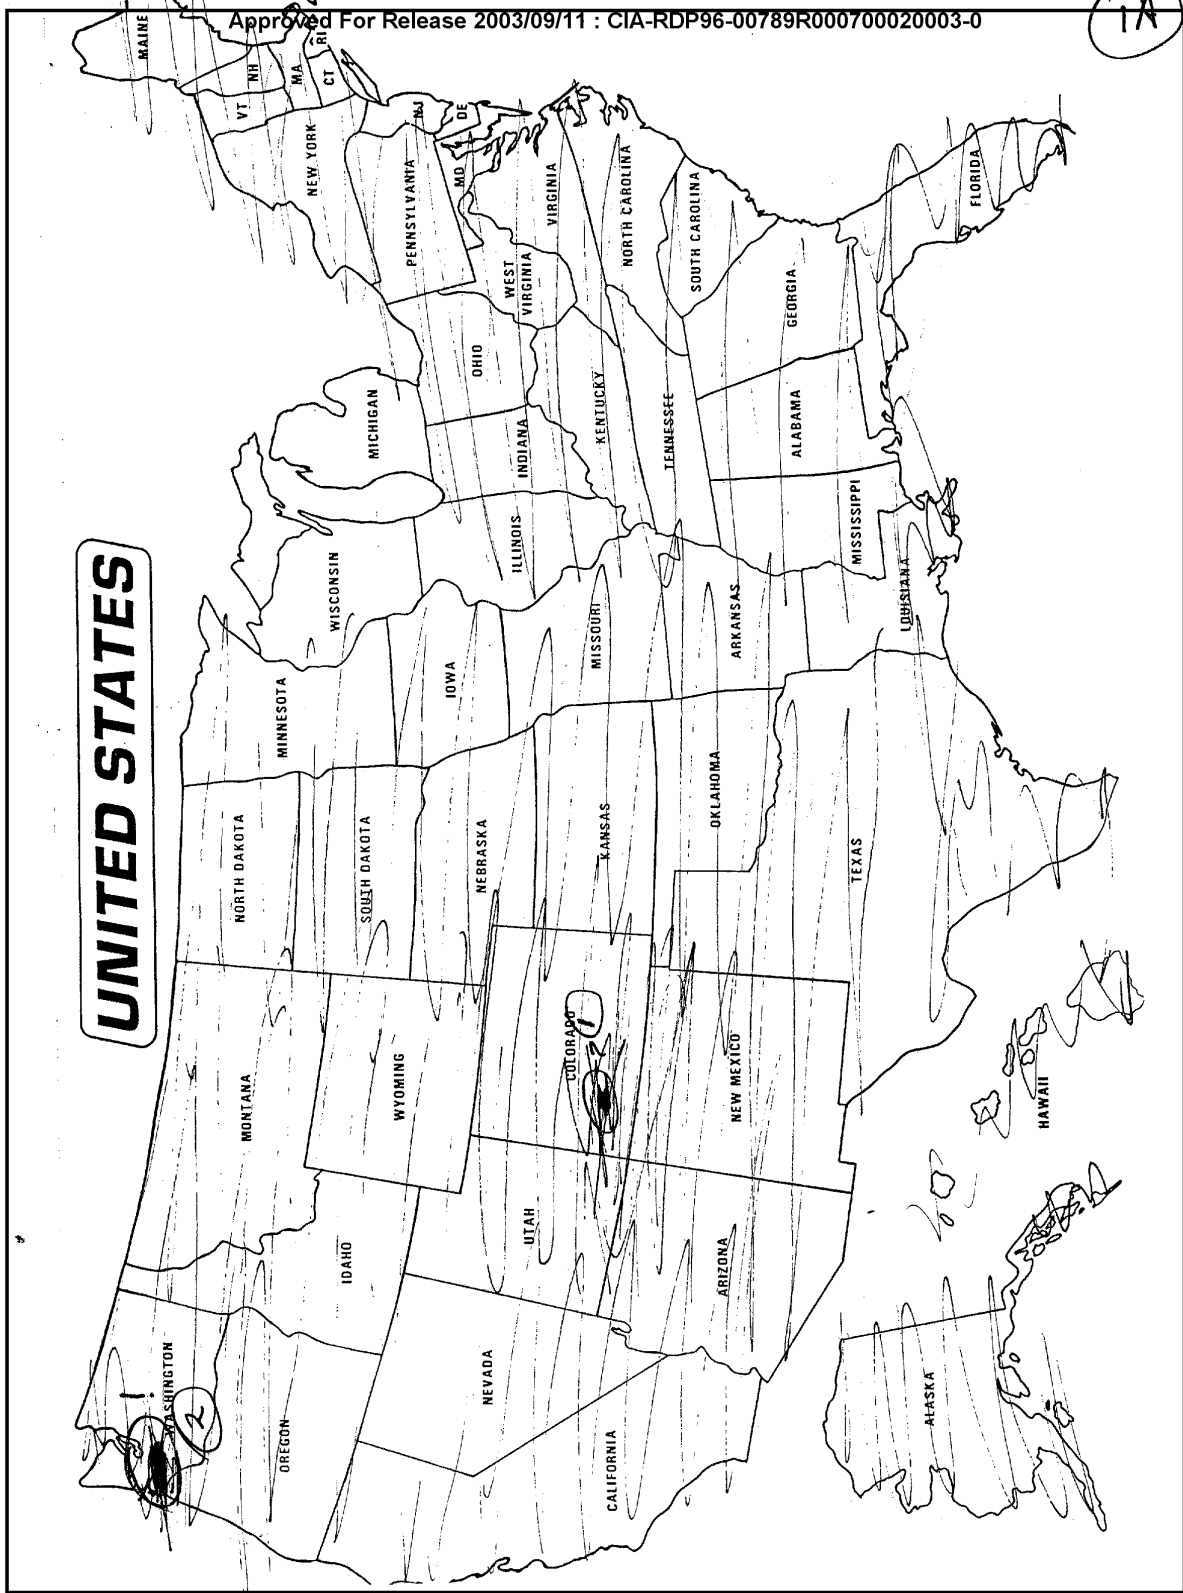 Approved For Release 2003/09/11 : CIA-RDP96-00789R000700020003-0
1A
UNITED STATES
WASHINGTON
!
2
OREGON
CALIFORNIA
NEVADA
IDAHO
MONTANA
WYOMING
UTAH
ARIZONA
COLORADO
1
NEW MEXICO
NORTH DAKOTA
SOUTH DAKOTA
NEBRASKA
KANSAS
OKLAHOMA
TEXAS
MINNESOTA
IOWA
MISSOURI
ARKANSAS
LOUISIANA
WISCONSIN
ILLINOIS
MICHIGAN
INDIANA
OHIO
KENTUCKY
TENNESSEE
MISSISSIPPI
ALABAMA
GEORGIA
FLORIDA
SOUTH CAROLINA
NORTH CAROLINA
VIRGINIA
WEST
VIRGINIA
PENNSYLVANIA
NEW YORK
VT
NH
MAINE
MA
RI
CT
NJ
DE
MD
ALASKA
HAWAII